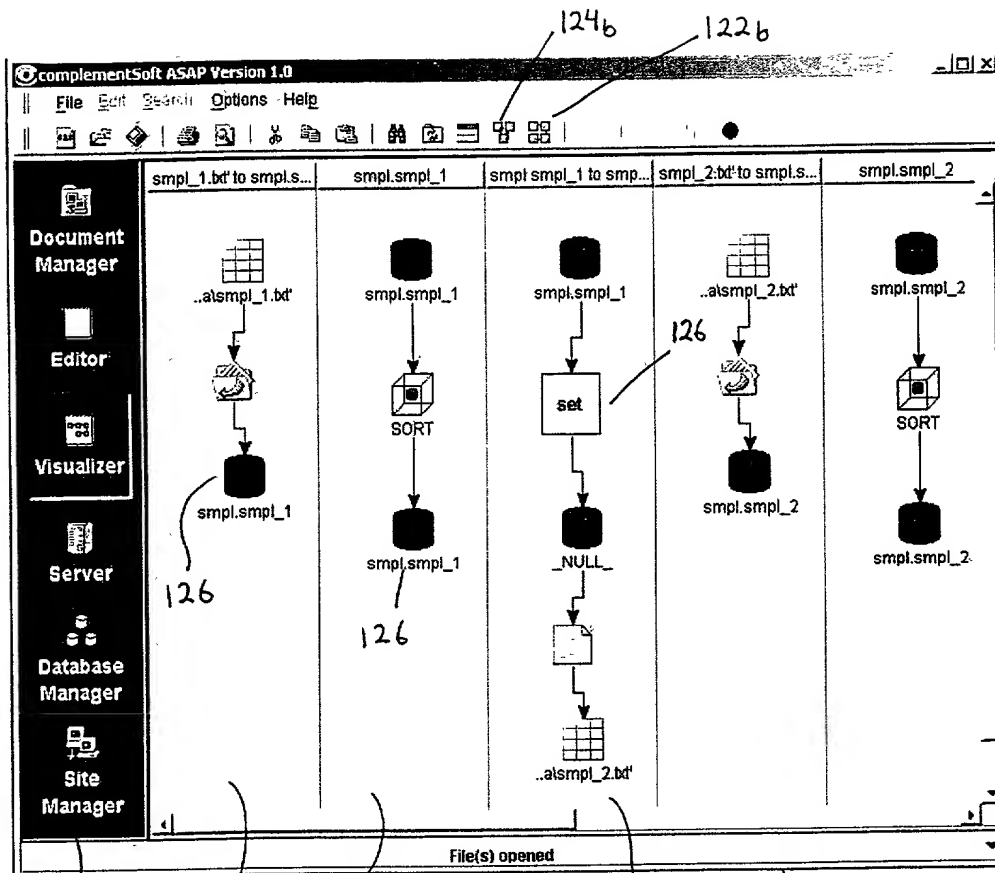 124b
122b
complementSoft ASAP Version 1.0
File Edit Search Options Help
smpl_1.txt' to smpl.s...
smpl.smpl_1
smpl smpl_1 to smp...
smpl_2:txt' to smpl.s...
smpl.smpl_2
Document
Manager
Editor
Visualizer
Server
Database
Manager
Site
Manager
..a\smpl_1.txt'
smpl.smpl_1
126
smpl.smpl_1
SORT
smpl.smpl_1
126
smpl.smpl_1
set
126
_NULL_
..a\smpl_2.txt'
..a\smpl_2.txt'
smpl.smpl_2
smpl.smpl_2
SORT
smpl.smpl_2
File(s) opened